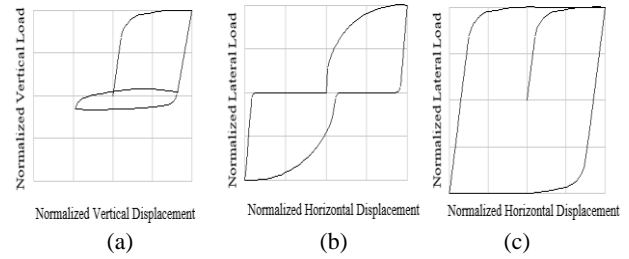 Normalized Vertical Load
Normalized Vertical Displacement
(a)
Normalized Lateral Load
Normalized Horizontal Displacement
(b)
Normalized Lateral Load
Normalized Horizontal Displacement
(c)